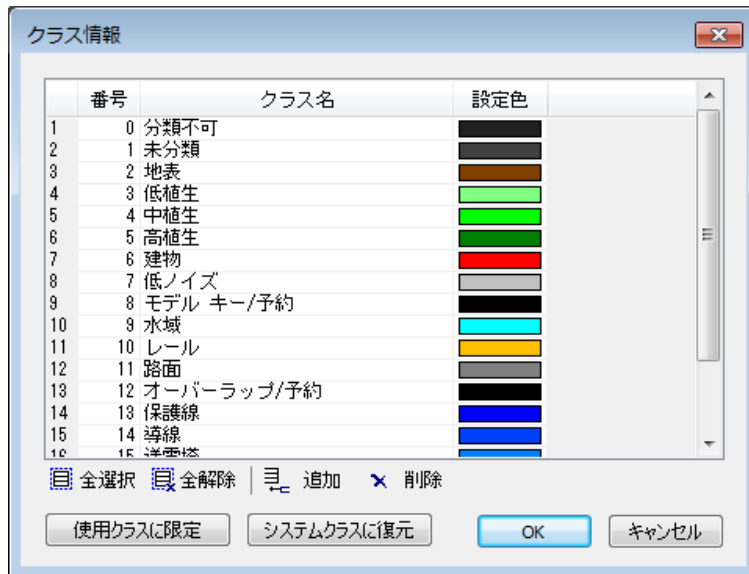 クラス情報
番号 クラス名 設定色
1 0 分類不可
2 1 未分類
3 2 地表
4 3 低植生
5 4 中植生
6 5 高植生
7 6 建物
8 7 低ノイズ
9 8 モデル キー/予約
10 9 水域
11 10 レール
12 11 路面
13 12 オーバーラップ/予約
14 13 保護線
15 14 導線
16 15 送電塔
全選択 全解除 追加 削除
使用クラスに限定 システムクラスに復元 OK キャンセル